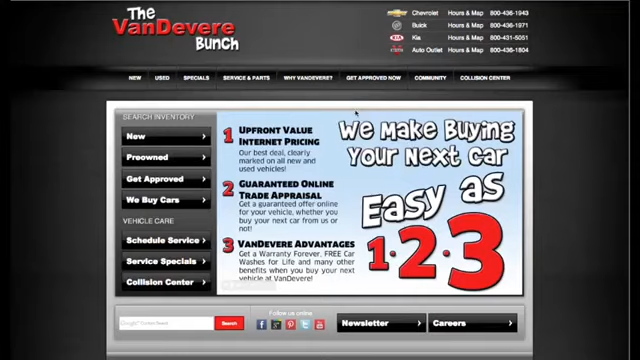 The
VanDevere
Bunch
Chevrolet Hours & Map 800-436-1943
Buick Hours & Map 800-436-1971
Kia Hours & Map 800-431-5051
Auto Outlet Hours & Map 800-436-1804
NEW USED SPECIALS SERVICE & PARTS WHY VANDEVERE? GET APPROVED NOW COMMUNITY COLLISION CENTER
SEARCH INVENTORY
New
Preowned
Get Approved
We Buy Cars
VEHICLE CARE
Schedule Service
Service Specials
Collision Center
1 Upfront Value
Internet Pricing
Our best deal, clearly
marked on all new and
used vehicles!
2 Guaranteed Online
Trade Appraisal
Get a guaranteed offer online
for your vehicle, whether you
buy your next car from us or
not!
3 VanDevere Advantages
Get a Warranty Forever, FREE Car
Washes for Life and many other
benefits when you buy your next
vehicle at VanDevere!
We Make Buying
Your Next Car
Easy as
1·2·3
Follow us online
Search
Newsletter
Careers